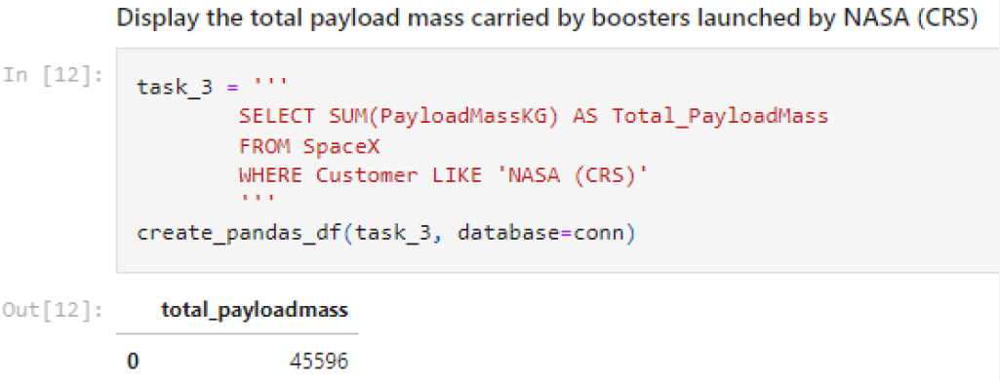 Display the total payload mass carried by boosters launched by NASA (CRS)
In [12]:
task_3 = '''
SELECT SUM(PayloadMassKG) AS Total_PayloadMass
FROM SpaceX
WHERE Customer LIKE 'NASA (CRS)'
'''
create_pandas_df(task_3, database=conn)
Out[12]:
total_payloadmass
0 45596